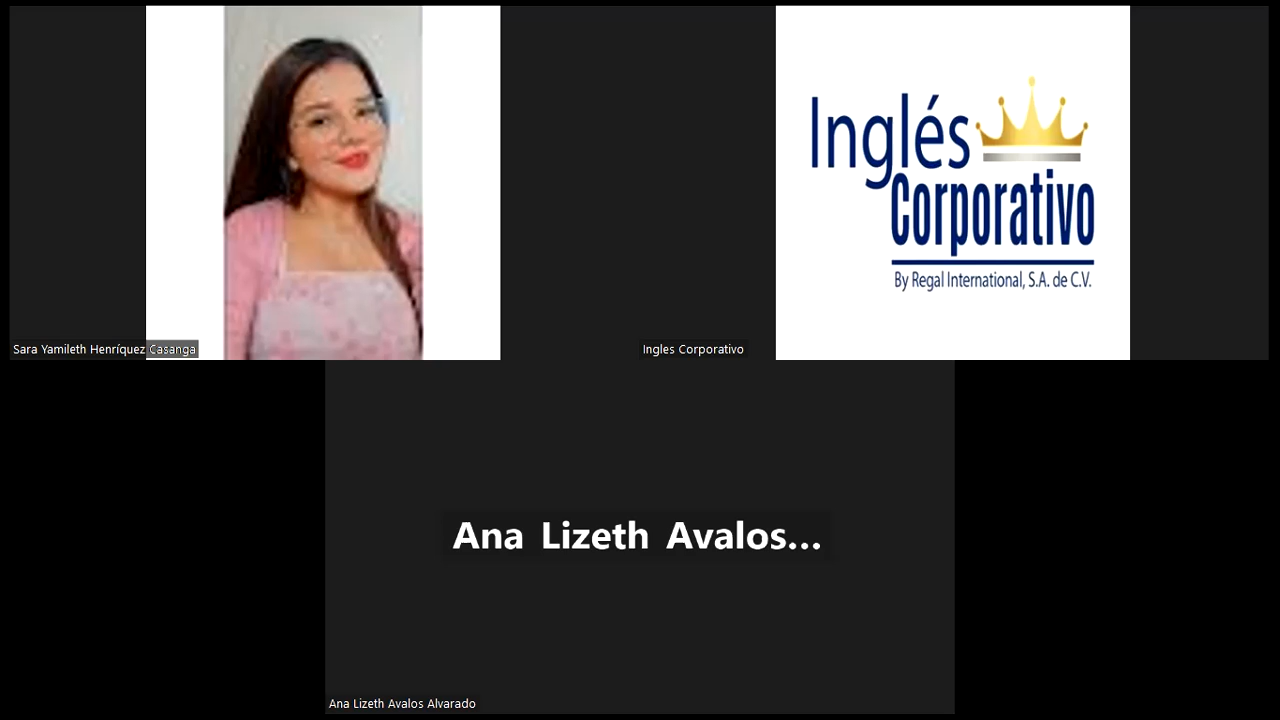 Inglés
Corporativo
By Regal International, S.A. de C.V.
Sara Yamileth Henríquez Casanga
Ingles Corporativo
Ana Lizeth Avalos...
Ana Lizeth Avalos Alvarado